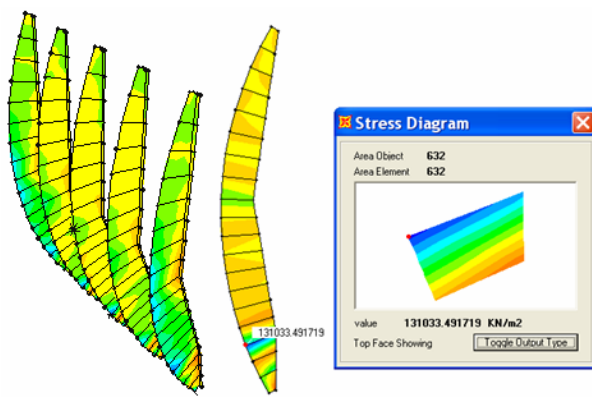 Stress Diagram
Area Object 632
Area Element 632
131033.491719
value 131033.491719 KN/m2
Top Face Showing Toggle Output Type